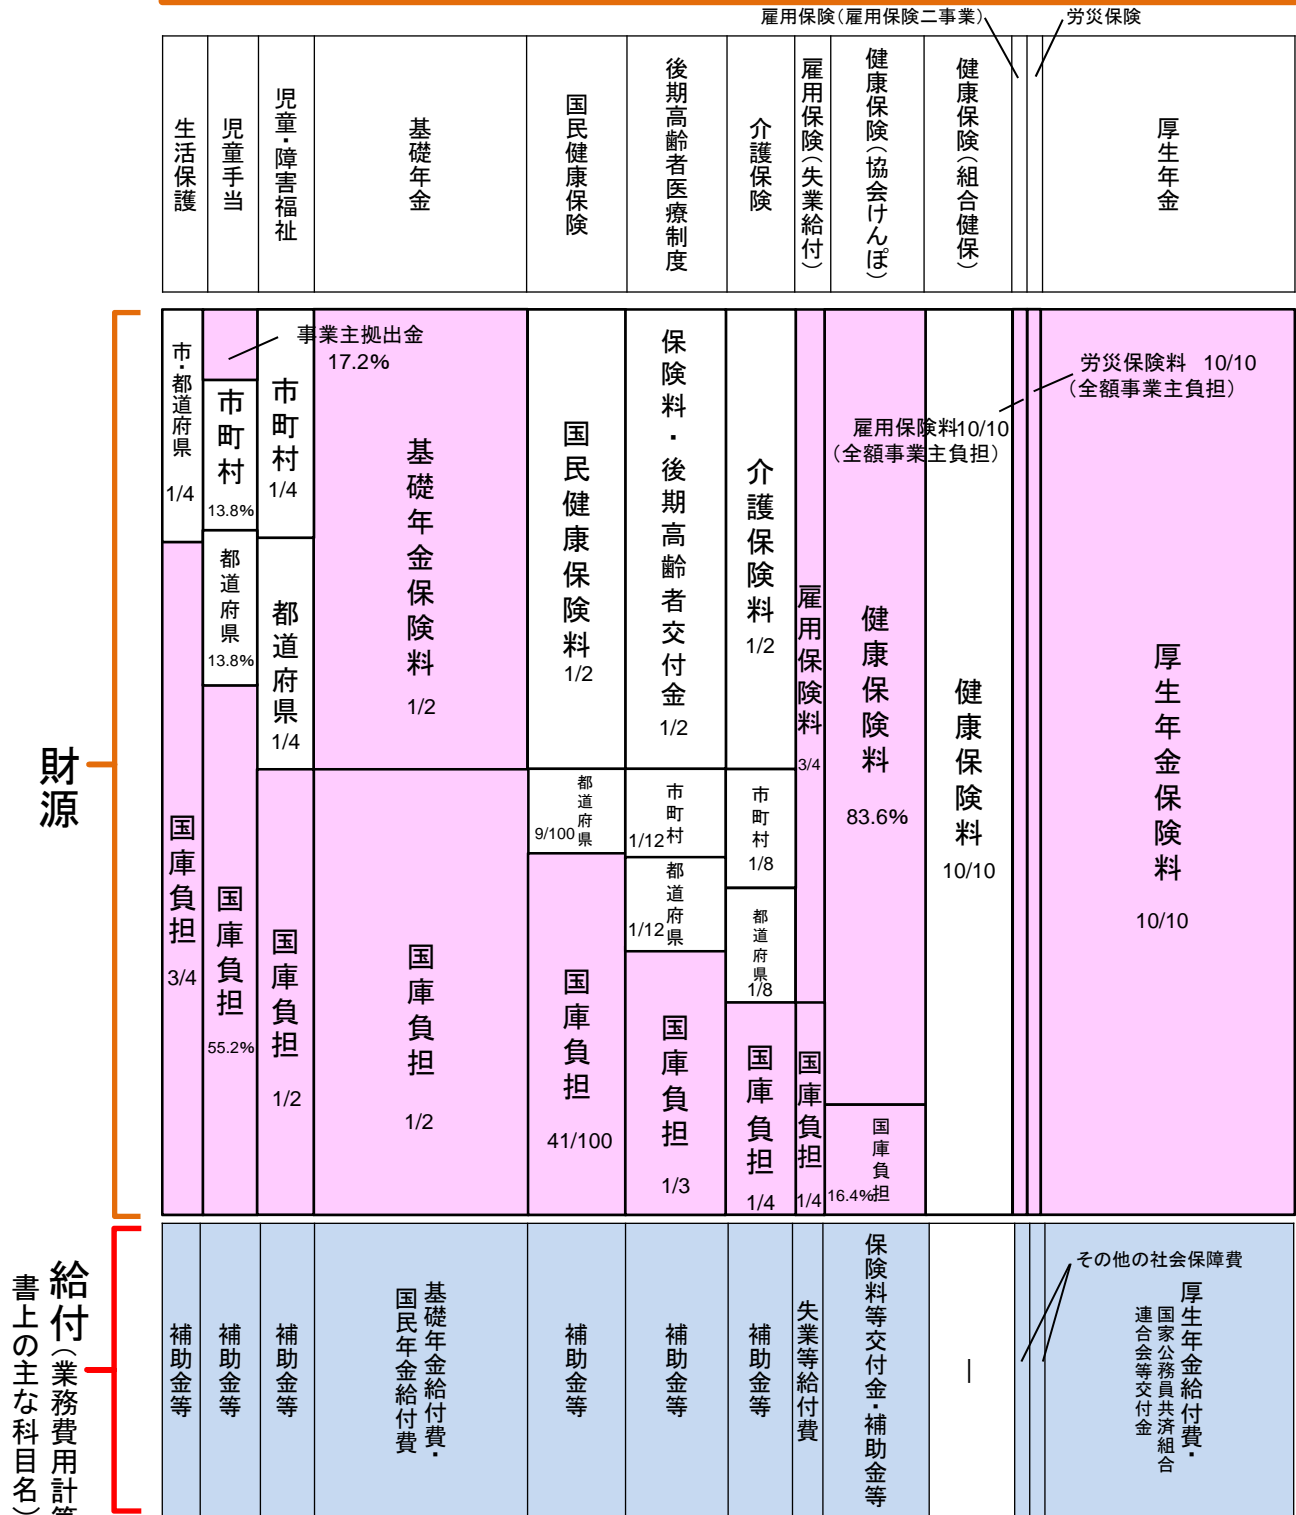 雇用保険（雇用保険二事業）
労災保険
生活保護
児童手当
児童・障害福祉
基礎年金
国民健康保険
後期高齢者医療制度
介護保険
雇用保険（失業給付）
健康保険（協会けんぽ）
健康保険（組合健保）
厚生年金
財源
市・都道府県
1/4
国庫負担
3/4
事業主拠出金
17.2%
市町村
13.8%
都道府県
13.8%
国庫負担
55.2%
市町村
1/4
都道府県
1/4
国庫負担
1/2
基礎年金保険料
1/2
国庫負担
1/2
国民健康保険料
1/2
都道府県
9/100
国庫負担
41/100
保険料・後期高齢者交付金
1/2
市町村
1/12
都道府県
1/12
国庫負担
1/3
介護保険料
1/2
市町村
1/8
都道府県
1/8
国庫負担
1/4
雇用保険料
3/4
国庫負担
1/4
健康保険料
83.6%
国庫負担
16.4%
健康保険料
10/10
雇用保険料10/10
（全額事業主負担）
労災保険料 10/10
（全額事業主負担）
厚生年金保険料
10/10
給付（業務費用計算
書上の主な科目名）
補助金等
補助金等
補助金等
基礎年金給付費・
国民年金給付費
補助金等
補助金等
補助金等
失業等給付費
保険料等交付金・補助金等
―
その他の社会保障費
厚生年金給付費・
国家公務員共済組合
連合会等交付金